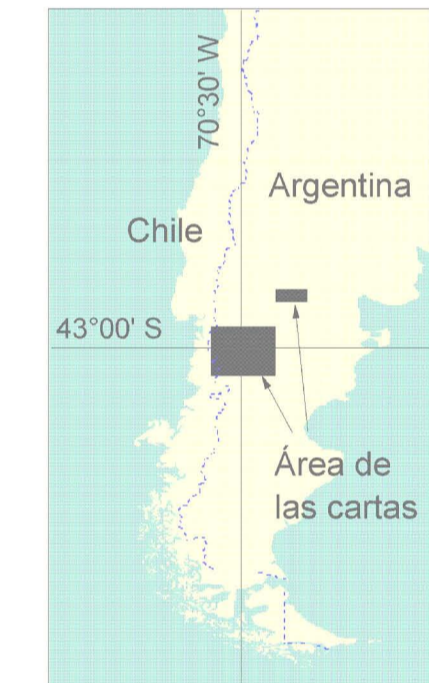 70°30' W
Argentina
Chile
43°00' S
Área de
las cartas